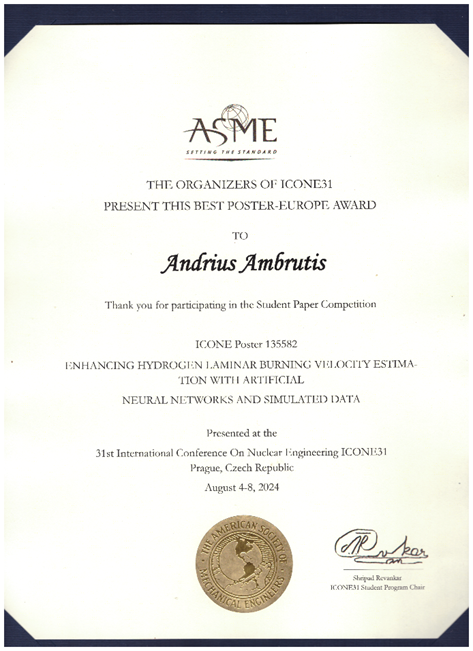 ASME
SETTING THE STANDARD
THE ORGANIZERS OF ICONE31
PRESENT THIS BEST POSTER-EUROPE AWARD
TO
Andrius Ambrutis
Thank you for participating in the Student Paper Competition
ICONE Poster 135582
ENHANCING HYDROGEN LAMINAR BURNING VELOCITY ESTIMA-
TION WITH ARTIFICIAL
NEURAL NETWORKS AND SIMULATED DATA
Presented at the
31st International Conference On Nuclear Engineering ICONE31
Prague, Czech Republic
August 4-8, 2024
THE AMERICAN SOCIETY OF
MECHANICAL ENGINEERS
Shripad Revankar
ICONE31 Student Program Chair